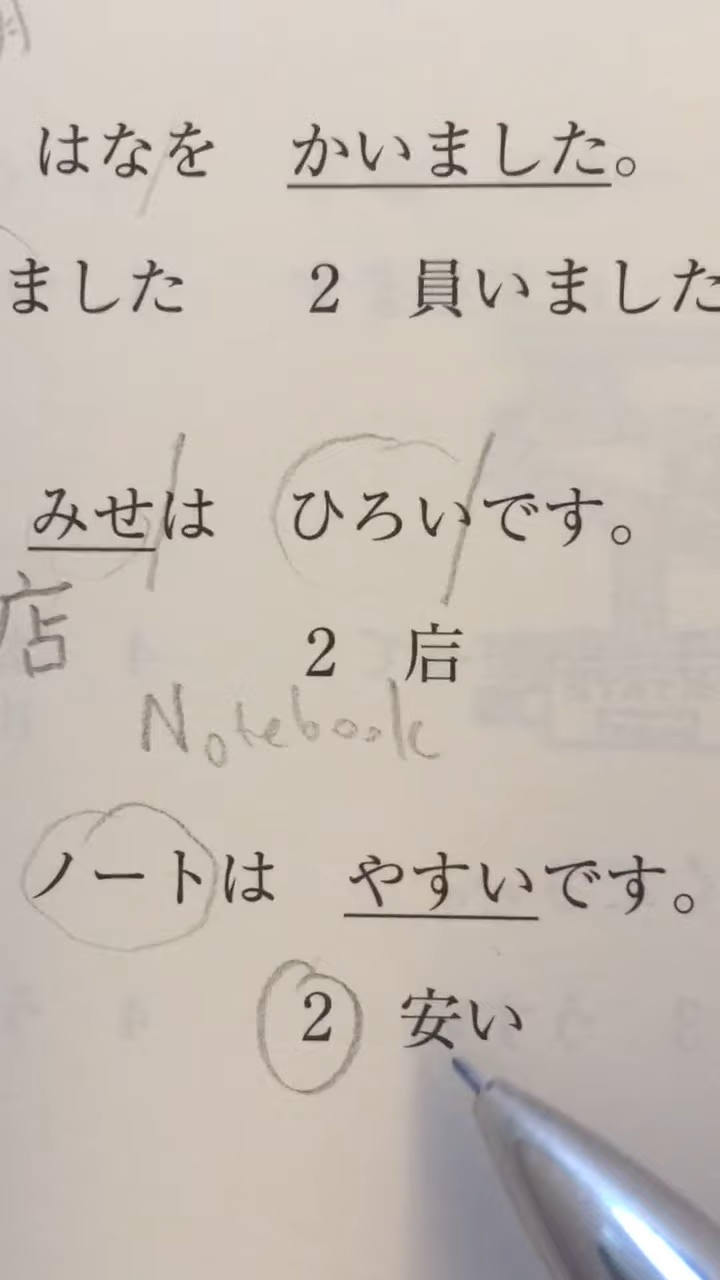 はなを かいました。
ました 2 員いました
みせは ひろいです。
店
2
Notebook
ノートは やすいです。
2 安い